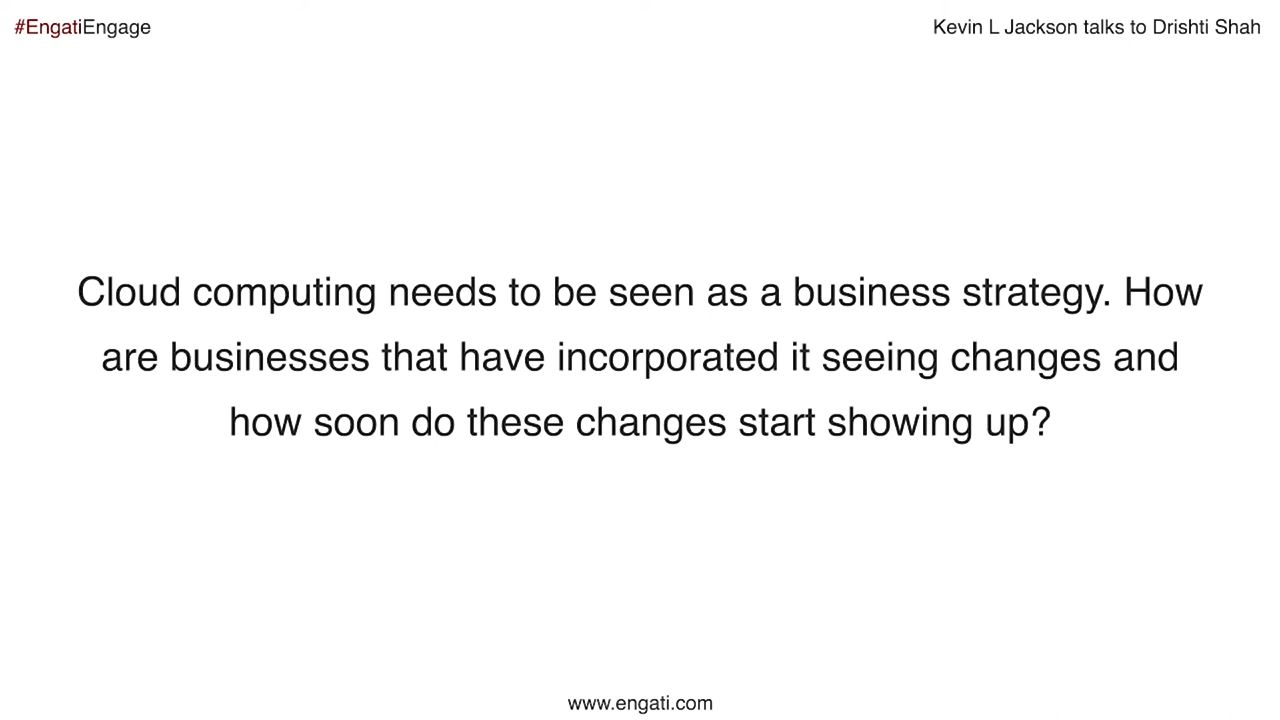 #EngatiEngage
Kevin L Jackson talks to Drishti Shah
Cloud computing needs to be seen as a business strategy. How
are businesses that have incorporated it seeing changes and
how soon do these changes start showing up?
www.engati.com